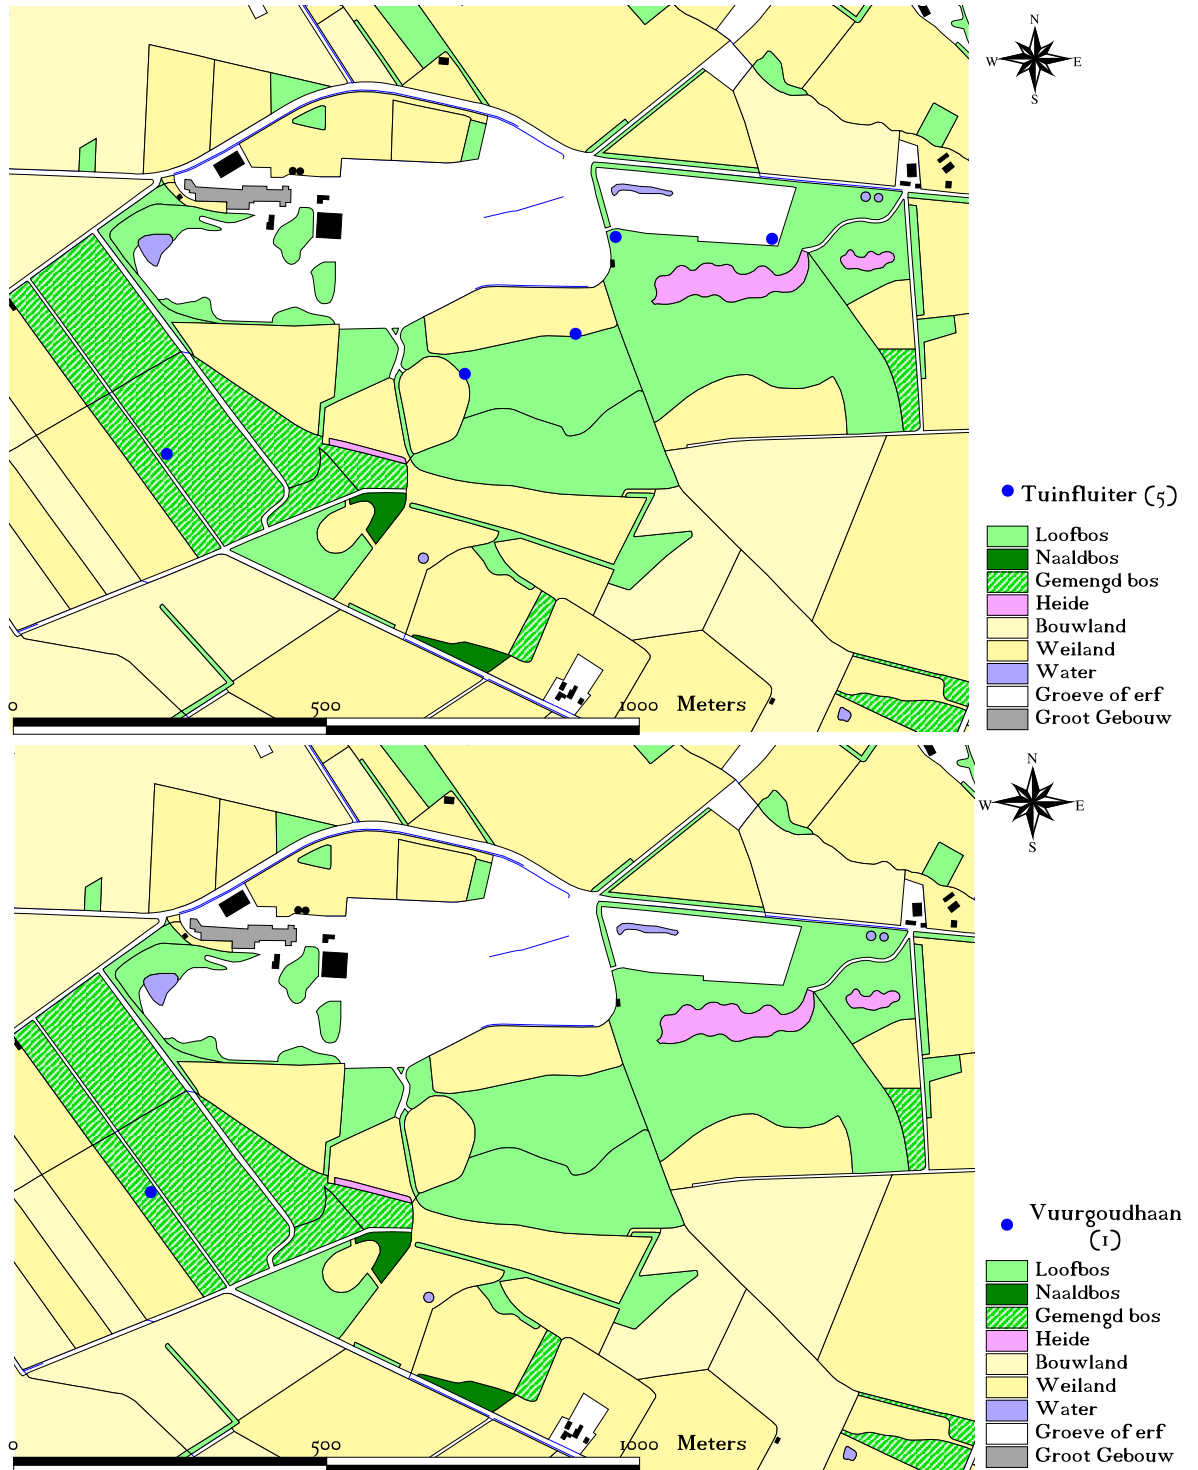 N
W E
S
Tuinfluiter (5)
Loofbos
Naaldbos
Gemengd bos
Heide
Bouwland
Weiland
Water
Groeve of erf
Groot Gebouw
0 500 1000 Meters
N
W E
S
Vuurgoudhaan
(1)
Loofbos
Naaldbos
Gemengd bos
Heide
Bouwland
Weiland
Water
Groeve of erf
Groot Gebouw
0 500 1000 Meters